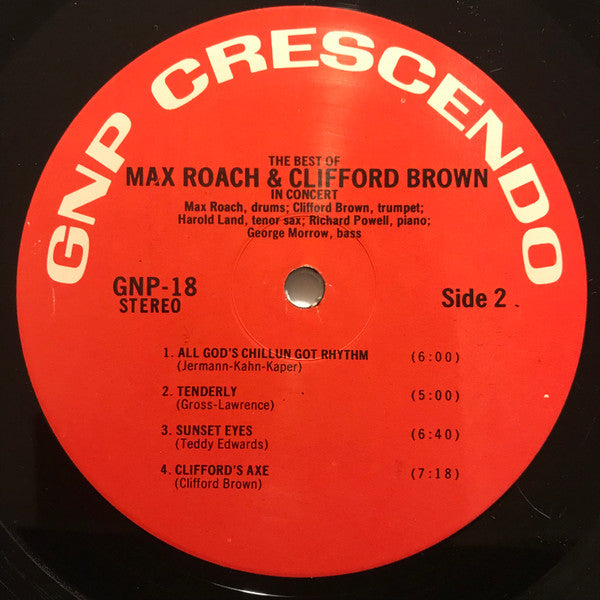 GNP CRESCENDO
THE BEST OF
MAX ROACH & CLIFFORD BROWN
IN CONCERT
Max Roach, drums; Clifford Brown, trumpet;
Harold Land, tenor sax; Richard Powell, piano;
George Morrow, bass
GNP-18
STEREO
Side 2
1. ALL GOD'S CHILLUN GOT RHYTHM (6:00)
(Jermann-Kahn-Kaper)
2. TENDERLY (5:00)
(Gross-Lawrence)
3. SUNSET EYES (6:40)
(Teddy Edwards)
4. CLIFFORD'S AXE (7:18)
(Clifford Brown)